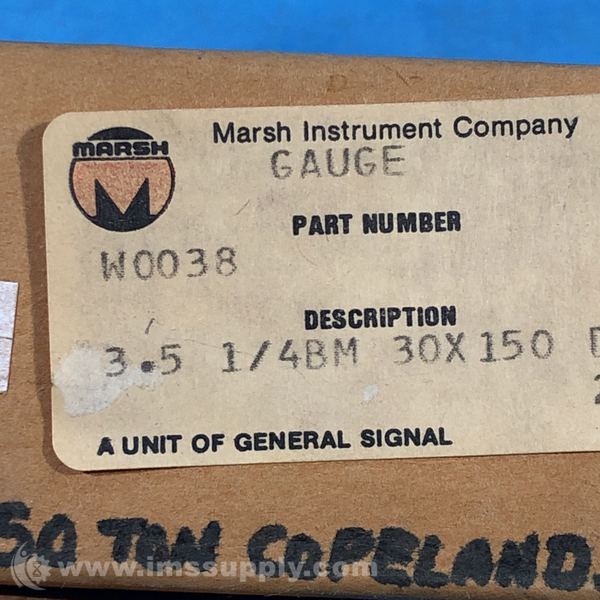 Marsh Instrument Company
MARSH
M
GAUGE
PART NUMBER
W0038
DESCRIPTION
3.5 1/4BM 30X150
A UNIT OF GENERAL SIGNAL
50 TON COPELAND
www.imssupply.com